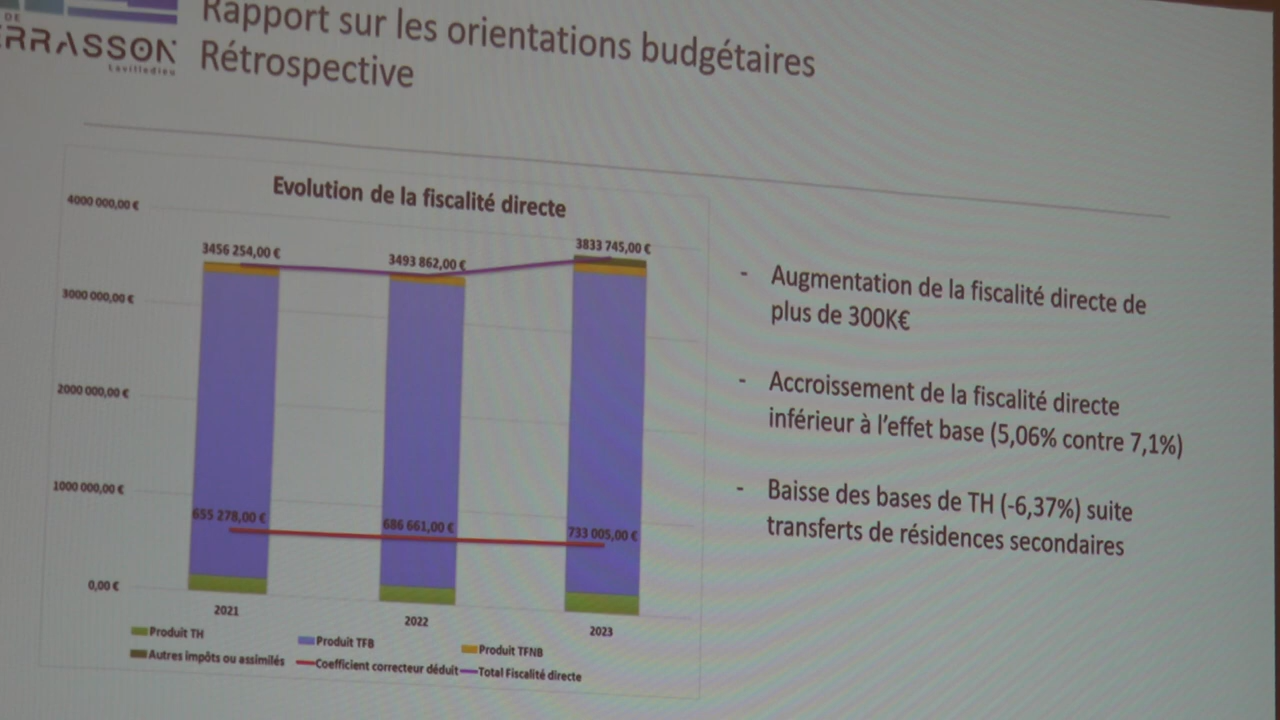 DE
ERRASSON
Lavilledieu
Rapport sur les orientations budgétaires
Rétrospective
Evolution de la fiscalité directe
4000 000,00 €
3000 000,00 €
2000 000,00 €
1000 000,00 €
0,00 €
3456 254,00 €
3493 862,00 €
3833 745,00 €
655 278,00 €
686 661,00 €
733 005,00 €
2021
2022
2023
Produit TH
Produit TFB
Produit TFNB
Autres impôts ou assimilés
Coefficient correcteur déduit
Total Fiscalité directe
- Augmentation de la fiscalité directe de
plus de 300K€
- Accroissement de la fiscalité directe
inférieur à l'effet base (5,06% contre 7,1%)
- Baisse des bases de TH (-6,37%) suite
transferts de résidences secondaires